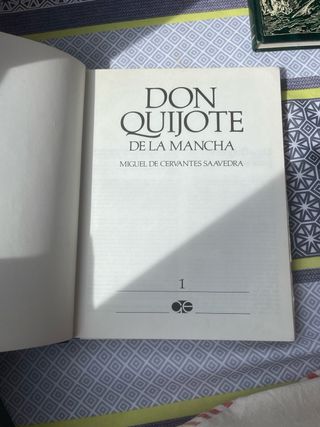 DON
QUIJOTE
DE LA MANCHA
MIGUEL DE CERVANTES SAAVEDRA
1